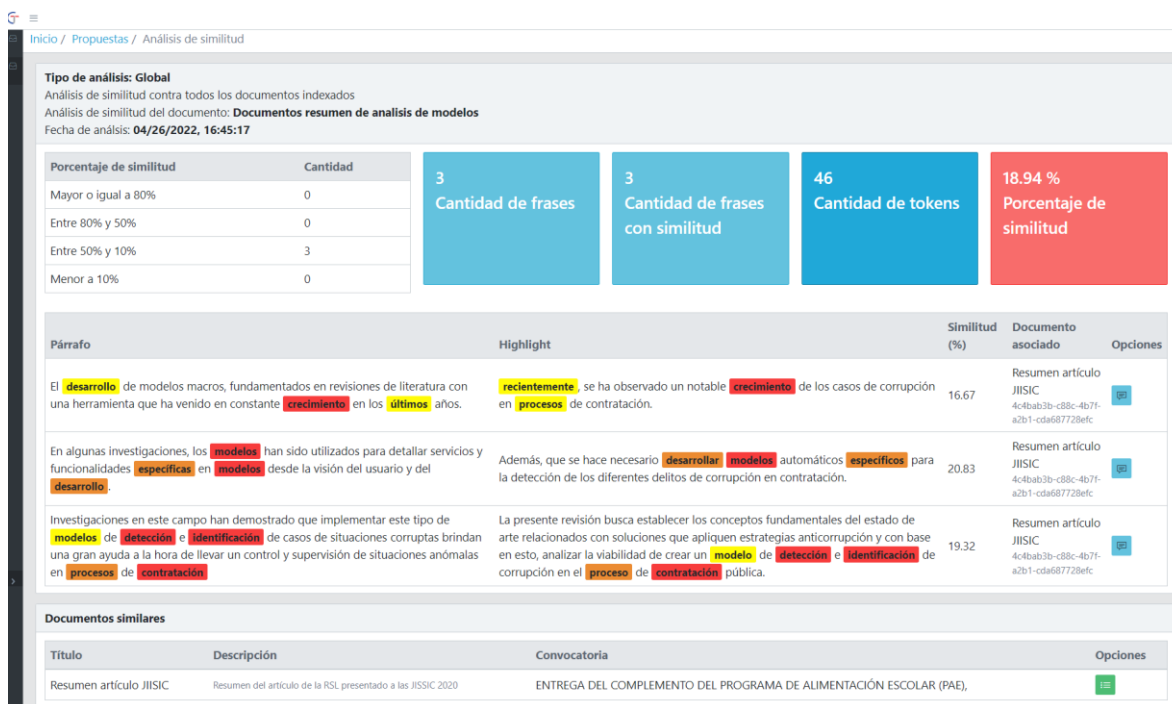 Inicio / Propuestas / Análisis de similitud
Tipo de análisis: Global
Análisis de similitud contra todos los documentos indexados
Análisis de similitud del documento: Documentos resumen de analisis de modelos
Fecha de análsis: 04/26/2022, 16:45:17
Porcentaje de similitud Cantidad
Mayor o igual a 80% 0
Entre 80% y 50% 0
Entre 50% y 10% 3
Menor a 10% 0
3
Cantidad de frases
3
Cantidad de frases
con similitud
46
Cantidad de tokens
18.94 %
Porcentaje de
similitud
Párrafo Highlight Similitud (%) Documento asociado Opciones
El desarrollo de modelos macros, fundamentados en revisiones de literatura con
una herramienta que ha venido en constante crecimiento en los últimos años.
recientemente, se ha observado un notable crecimiento de los casos de corrupción
en procesos de contratación.
16.67
Resumen artículo
JIISIC
4c4bab3b-c88c-4b7f-
a2b1-cda687728efc
En algunas investigaciones, los modelos han sido utilizados para detallar servicios y
funcionalidades específicas en modelos desde la visión del usuario y del
desarrollo.
Además, que se hace necesario desarrollar modelos automáticos específicos para
la detección de los diferentes delitos de corrupción en contratación.
20.83
Resumen artículo
JIISIC
4c4bab3b-c88c-4b7f-
a2b1-cda687728efc
Investigaciones en este campo han demostrado que implementar este tipo de
modelos de detección e identificación de casos de situaciones corruptas brindan
una gran ayuda a la hora de llevar un control y supervisión de situaciones anómalas
en procesos de contratación
La presente revisión busca establecer los conceptos fundamentales del estado de
arte relacionados con soluciones que apliquen estrategias anticorrupción y con base
en esto, analizar la viabilidad de crear un modelo de detección e identificación de
corrupción en el proceso de contratación pública.
19.32
Resumen artículo
JIISIC
4c4bab3b-c88c-4b7f-
a2b1-cda687728efc
Documentos similares
Título Descripción Convocatoria Opciones
Resumen artículo JIISIC Resumen del artículo de la RSL presentado a las JISSIC 2020 ENTREGA DEL COMPLEMENTO DEL PROGRAMA DE ALIMENTACIÓN ESCOLAR (PAE),